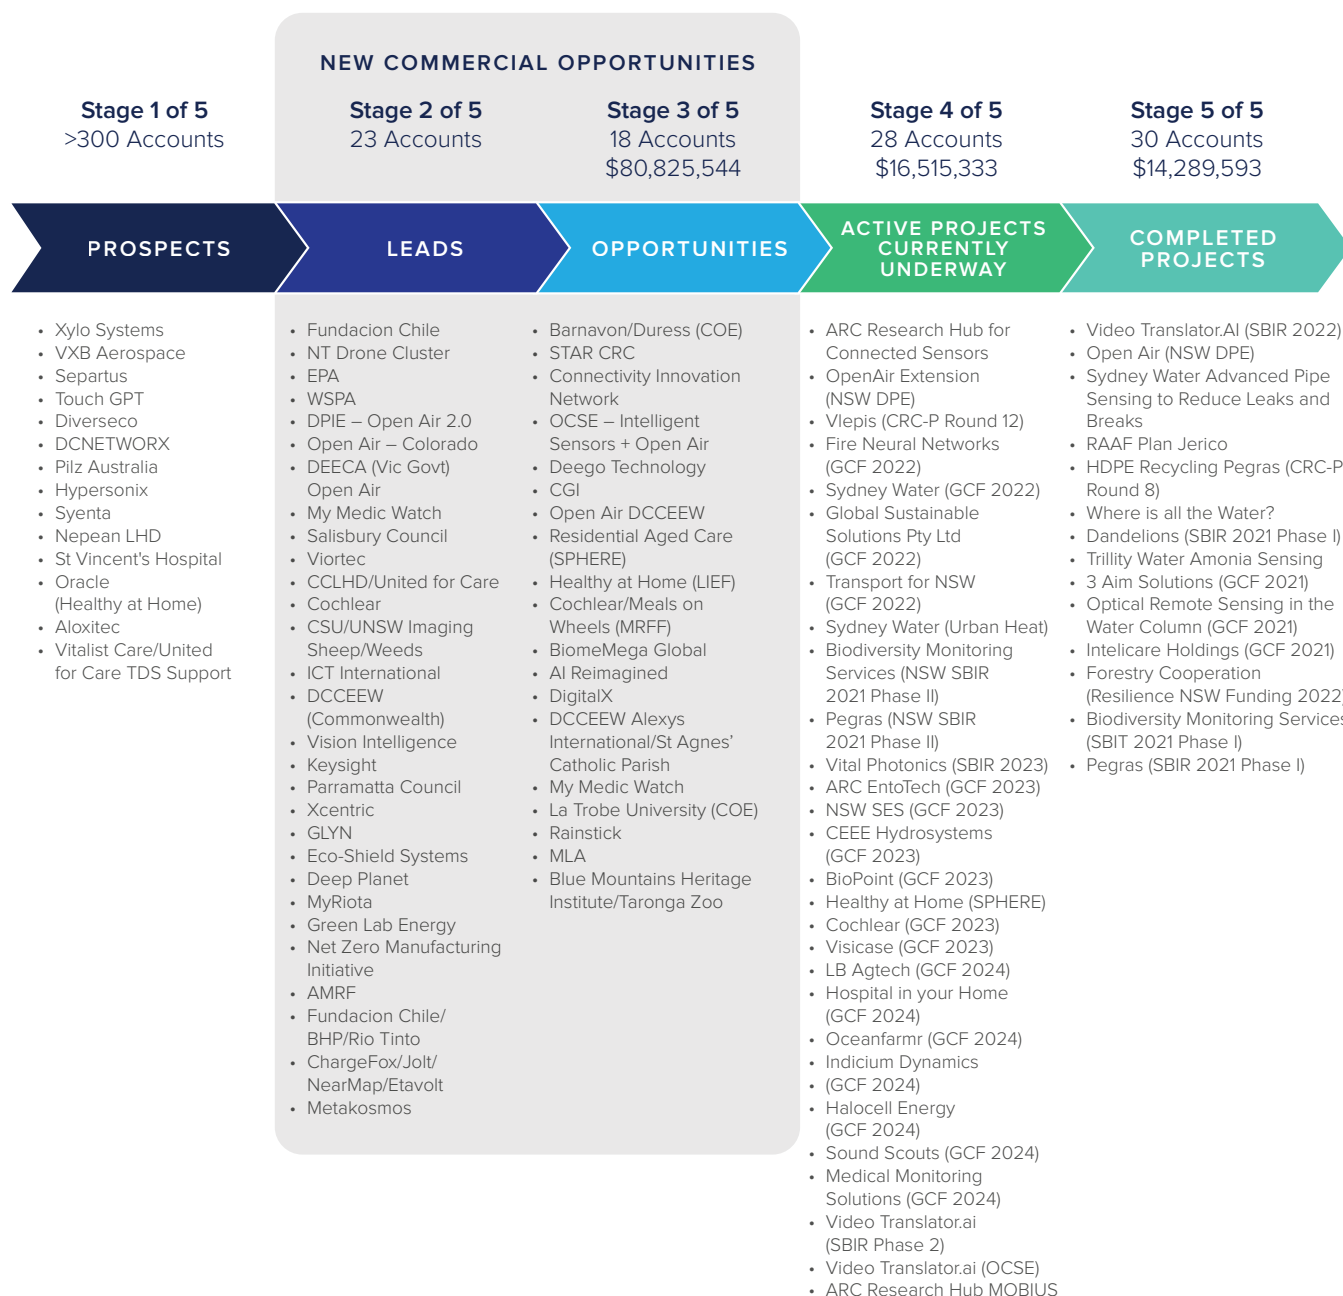 NEW COMMERCIAL OPPORTUNITIES
Stage 1 of 5
>300 Accounts
Stage 2 of 5
23 Accounts
Stage 3 of 5
18 Accounts
$80,825,544
Stage 4 of 5
28 Accounts
$16,515,333
Stage 5 of 5
30 Accounts
$14,289,593
PROSPECTS
LEADS
OPPORTUNITIES
ACTIVE PROJECTS
CURRENTLY
UNDERWAY
COMPLETED
PROJECTS
• Xylo Systems
• VXB Aerospace
• Separtus
• Touch GPT
• Diverseco
• DCNETWORX
• Pilz Australia
• Hypersonix
• Syenta
• Nepean LHD
• St Vincent's Hospital
• Oracle
(Healthy at Home)
• Aloxitec
• Vitalist Care/United
for Care TDS Support
• Fundacion Chile
• NT Drone Cluster
• EPA
• WSPA
• DPIE – Open Air 2.0
• Open Air – Colorado
• DEECA (Vic Govt)
Open Air
• My Medic Watch
• Salisbury Council
• Viortec
• CCLHD/United for Care
• Cochlear
• CSU/UNSW Imaging
Sheep/Weeds
• ICT International
• DCCEEW
(Commonwealth)
• Vision Intelligence
• Keysight
• Parramatta Council
• Xcentric
• GLYN
• Eco-Shield Systems
• Deep Planet
• MyRiota
• Green Lab Energy
• Net Zero Manufacturing
Initiative
• AMRF
• Fundacion Chile/
BHP/Rio Tinto
• ChargeFox/Jolt/
NearMap/Etavolt
• Metakosmos
• Barnavon/Duress (COE)
• STAR CRC
• Connectivity Innovation
Network
• OCSE – Intelligent
Sensors + Open Air
• Deego Technology
• CGI
• Open Air DCCEEW
• Residential Aged Care
(SPHERE)
• Healthy at Home (LIEF)
• Cochlear/Meals on
Wheels (MRFF)
• BiomeMega Global
• AI Reimagined
• DigitalX
• DCCEEW Alexys
International/St Agnes’
Catholic Parish
• My Medic Watch
• La Trobe University (COE)
• Rainstick
• MLA
• Blue Mountains Heritage
Institute/Taronga Zoo
• ARC Research Hub for
Connected Sensors
• OpenAir Extension
(NSW DPE)
• Vlepis (CRC-P Round 12)
• Fire Neural Networks
(GCF 2022)
• Sydney Water (GCF 2022)
• Global Sustainable
Solutions Pty Ltd
(GCF 2022)
• Transport for NSW
(GCF 2022)
• Sydney Water (Urban Heat)
• Biodiversity Monitoring
Services (NSW SBIR
2021 Phase II)
• Pegras (NSW SBIR
2021 Phase II)
• Vital Photonics (SBIR 2023)
• ARC EntoTech (GCF 2023)
• NSW SES (GCF 2023)
• CEEE Hydrosystems
(GCF 2023)
• BioPoint (GCF 2023)
• Healthy at Home (SPHERE)
• Cochlear (GCF 2023)
• Visicase (GCF 2023)
• LB Agtech (GCF 2024)
• Hospital in your Home
(GCF 2024)
• Oceanfarmr (GCF 2024)
• Indicium Dynamics
• (GCF 2024)
• Halocell Energy
(GCF 2024)
• Sound Scouts (GCF 2024)
• Medical Monitoring
Solutions (GCF 2024)
• Video Translator.ai
(SBIR Phase 2)
• Video Translator.ai (OCSE)
• ARC Research Hub MOBIUS
• Video Translator.AI (SBIR 2022)
• Open Air (NSW DPE)
• Sydney Water Advanced Pipe
Sensing to Reduce Leaks and
Breaks
• RAAF Plan Jerico
• HDPE Recycling Pegras (CRC-P
Round 8)
• Where is all the Water?
• Dandelions (SBIR 2021 Phase I)
• Trillity Water Amonia Sensing
• 3 Aim Solutions (GCF 2021)
• Optical Remote Sensing in the
Water Column (GCF 2021)
• Intelicare Holdings (GCF 2021)
• Forestry Cooperation
(Resilience NSW Funding 2022)
• Biodiversity Monitoring Services
(SBIT 2021 Phase I)
• Pegras (SBIR 2021 Phase I)